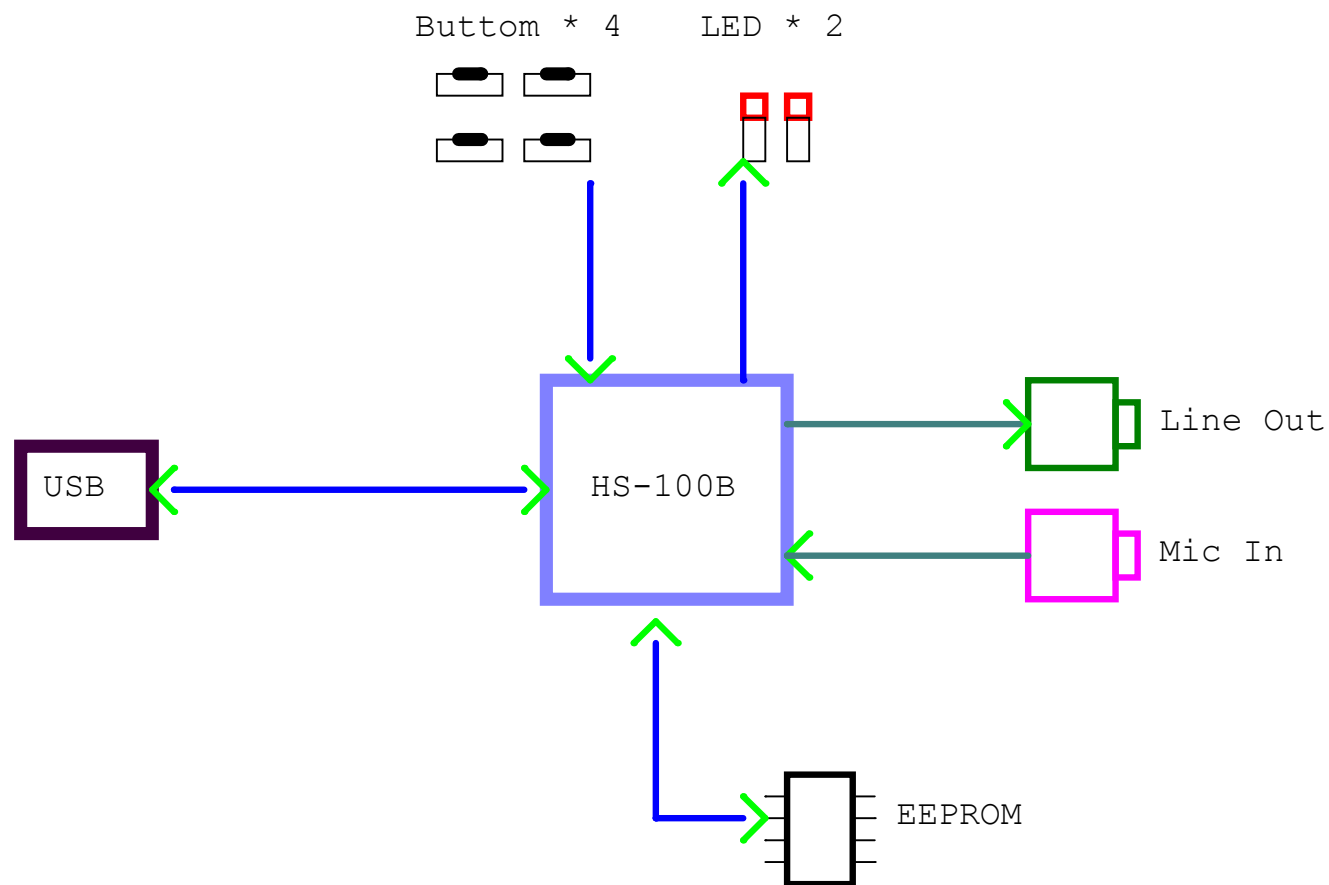 Buttom * 4
LED * 2
Line Out
USB
HS-100B
Mic In
EEPROM